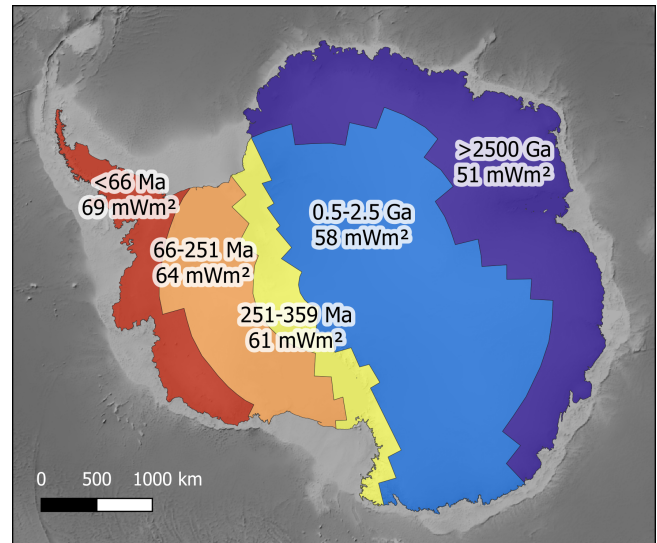 >2500 Ga
51 mWm²
<66 Ma
69 mWm²
0.5-2.5 Ga
58 mWm²
66-251 Ma
64 mWm²
251-359 Ma
61 mWm²
0 500 1000 km